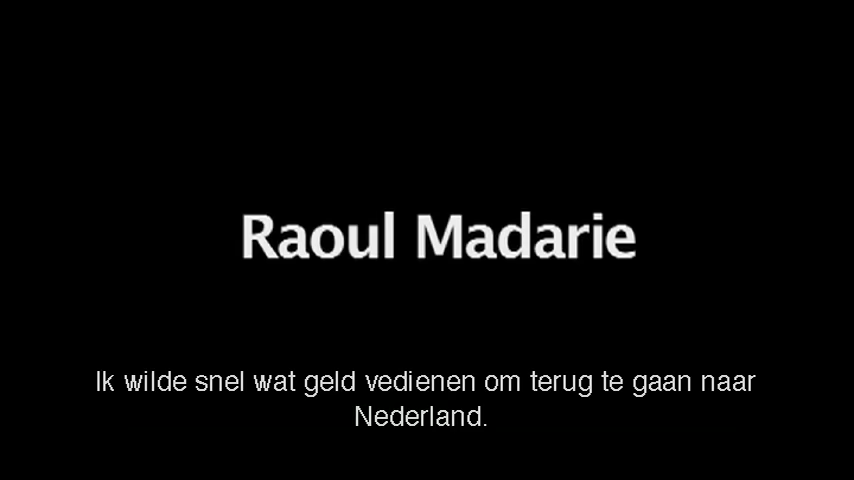 Raoul Madarie
Ik wilde snel wat geld vedienen om terug te gaan naar
Nederland.